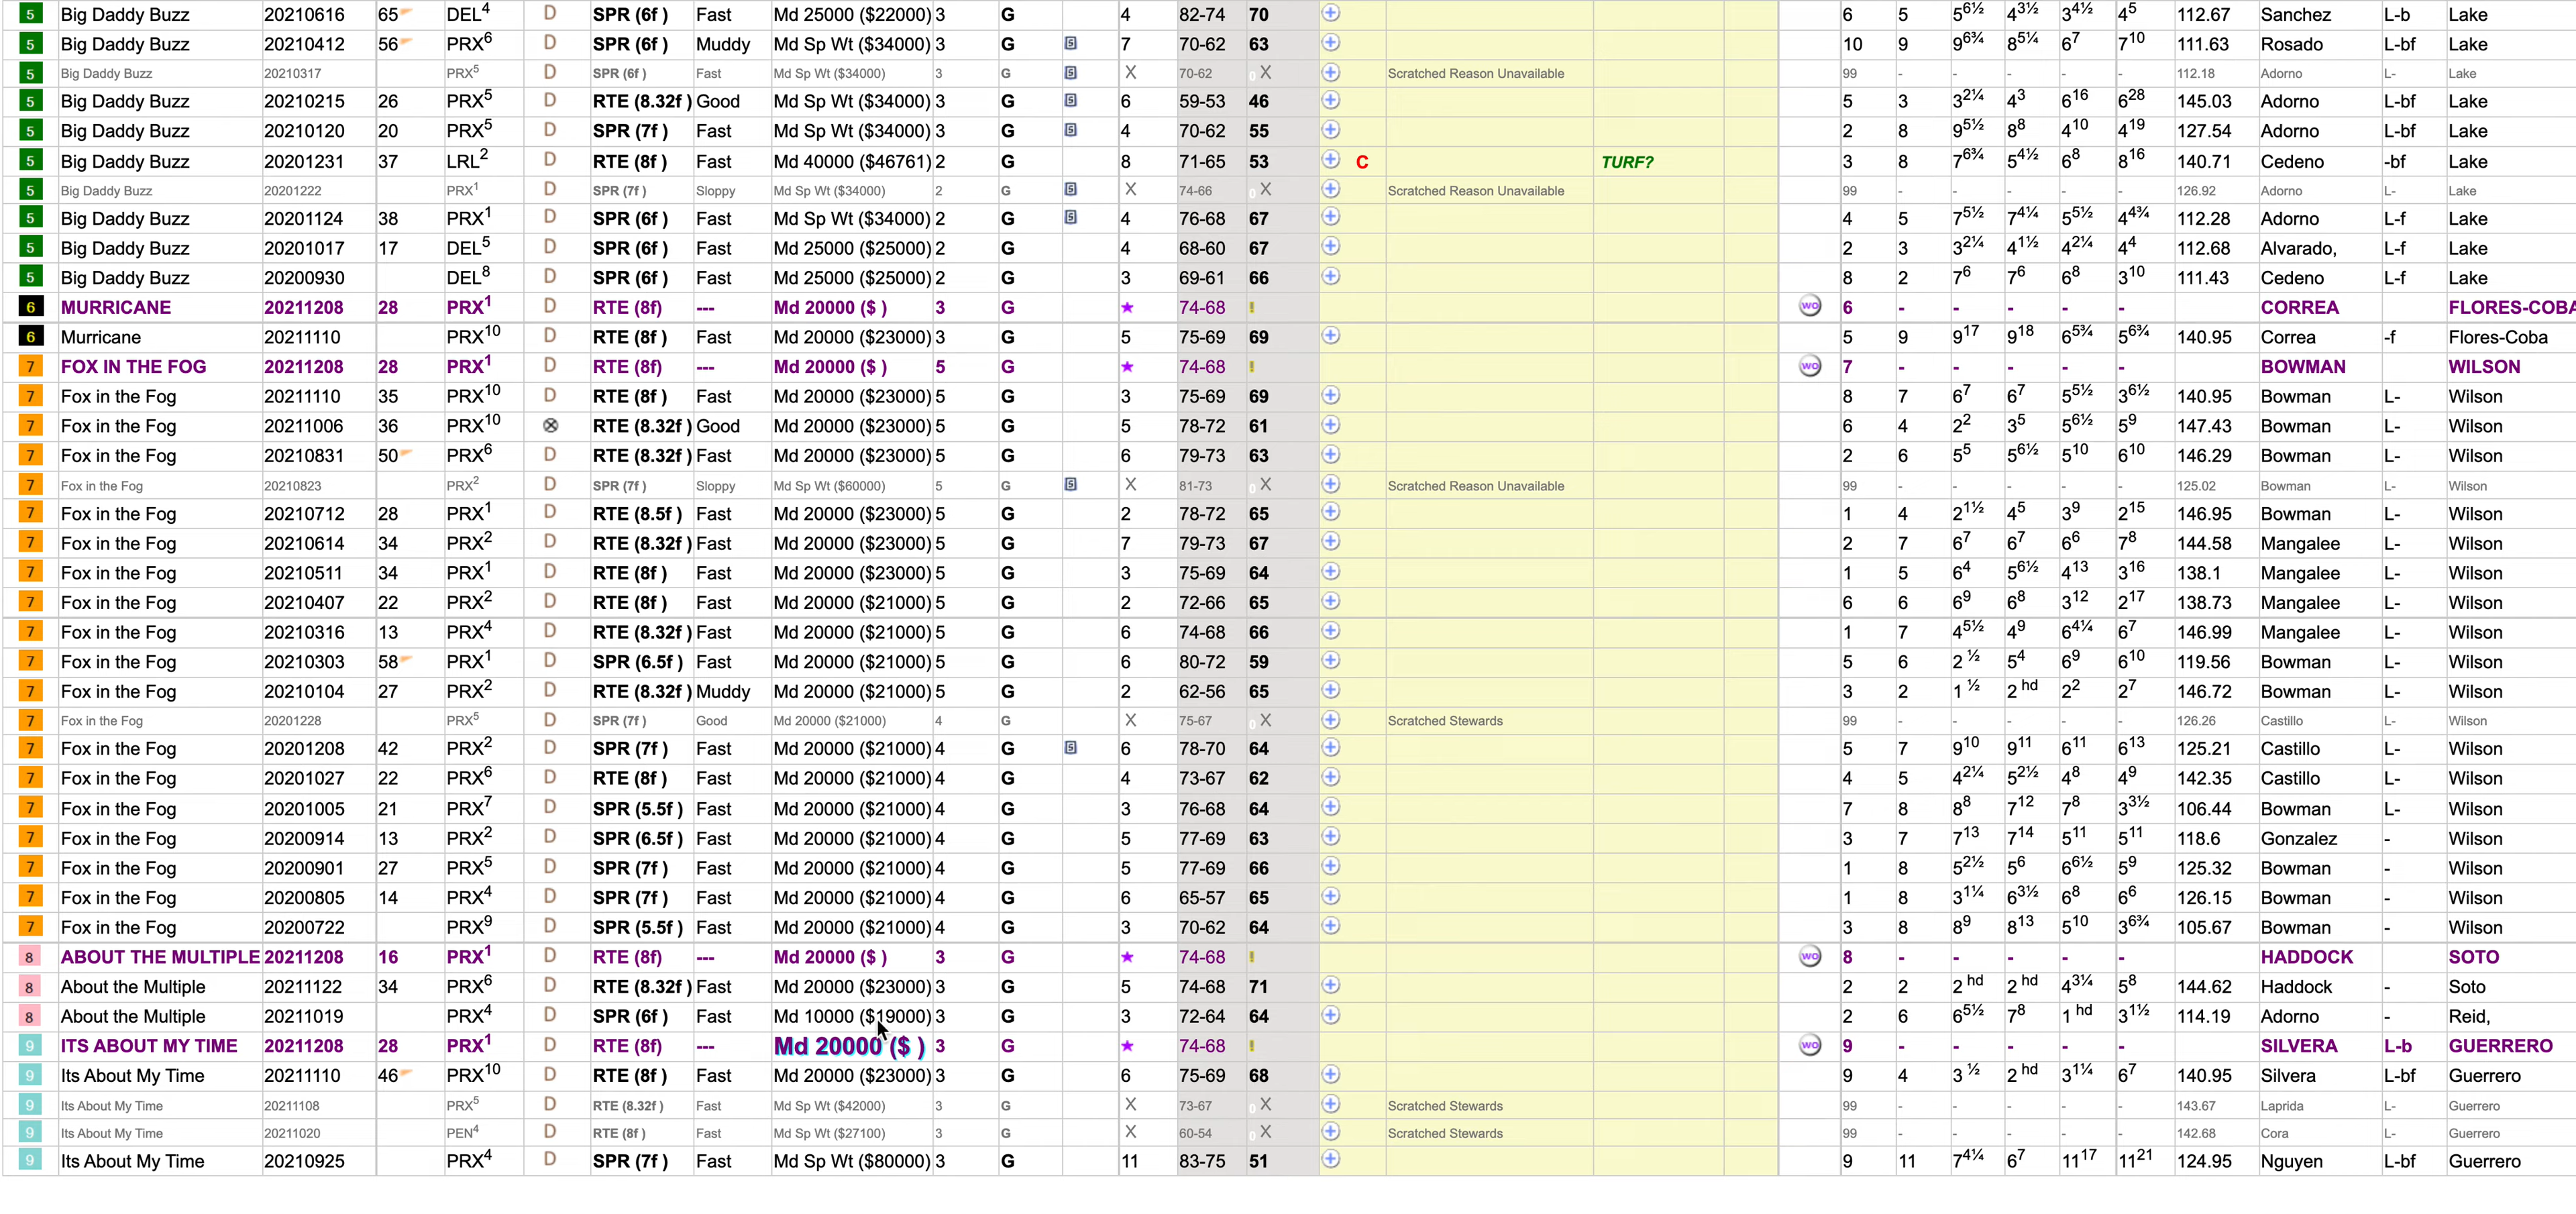 5 Big Daddy Buzz 20210616 65 DEL4 D SPR (6f) Fast Md 25000 ($22000) 3 G 4 82-74 70 6 5 5 6½ 4 3½ 3 4½ 4 5 112.67 Sanchez L-b Lake
5 Big Daddy Buzz 20210412 56 PRX6 D SPR (6f) Muddy Md Sp Wt ($34000) 3 G S 7 70-62 63 10 9 9 6¾ 8 5¼ 6 7 7 10 111.63 Rosado L-bf Lake
5 Big Daddy Buzz 20210317 PRX5 D SPR (6f) Fast Md Sp Wt ($34000) 3 G S X 70-62 0 X Scratched Reason Unavailable 99 - - - - - 112.18 Adorno L- Lake
5 Big Daddy Buzz 20210215 26 PRX5 D RTE (8.32f) Good Md Sp Wt ($34000) 3 G S 6 59-53 46 5 3 3 2¼ 4 3 6 16 6 28 145.03 Adorno L-bf Lake
5 Big Daddy Buzz 20210120 20 PRX5 D SPR (7f) Fast Md Sp Wt ($34000) 3 G S 4 70-62 55 2 8 9 5½ 8 8 4 10 4 19 127.54 Adorno L-bf Lake
5 Big Daddy Buzz 20201231 37 LRL2 D RTE (8f) Fast Md 40000 ($46761) 2 G 8 71-65 53 C TURF? 3 8 7 6¾ 5 4½ 6 8 8 16 140.71 Cedeno -bf Lake
5 Big Daddy Buzz 20201222 PRX1 D SPR (7f) Sloppy Md Sp Wt ($34000) 2 G S X 74-66 0 X Scratched Reason Unavailable 99 - - - - - 126.92 Adorno L- Lake
5 Big Daddy Buzz 20201124 38 PRX1 D SPR (6f) Fast Md Sp Wt ($34000) 2 G S 4 76-68 67 4 5 7 5½ 7 4¼ 5 5½ 4 4¾ 112.28 Adorno L-f Lake
5 Big Daddy Buzz 20201017 17 DEL5 D SPR (6f) Fast Md 25000 ($25000) 2 G 4 68-60 67 2 3 3 2¼ 4 1½ 4 2¼ 4 4 112.68 Alvarado, L-f Lake
5 Big Daddy Buzz 20200930 DEL8 D SPR (6f) Fast Md 25000 ($25000) 2 G 3 69-61 66 8 2 7 6 7 6 6 8 3 10 111.43 Cedeno L-f Lake
6 MURRICANE 20211208 28 PRX1 D RTE (8f) --- Md 20000 ($ ) 3 G ★ 74-68 ! wo 6 - - - - - CORREA FLORES-COBA
6 Murricane 20211110 PRX10 D RTE (8f) Fast Md 20000 ($23000) 3 G 5 75-69 69 5 9 9 17 9 18 6 5¾ 5 6¾ 140.95 Correa -f Flores-Coba
7 FOX IN THE FOG 20211208 28 PRX1 D RTE (8f) --- Md 20000 ($ ) 5 G ★ 74-68 ! wo 7 - - - - - BOWMAN WILSON
7 Fox in the Fog 20211110 35 PRX10 D RTE (8f) Fast Md 20000 ($23000) 5 G 3 75-69 69 8 7 6 7 6 7 5 5½ 3 6½ 140.95 Bowman L- Wilson
7 Fox in the Fog 20211006 36 PRX10 ⊗ RTE (8.32f) Good Md 20000 ($23000) 5 G 5 78-72 61 6 4 2 2 3 5 5 6½ 5 9 147.43 Bowman L- Wilson
7 Fox in the Fog 20210831 50 PRX6 D RTE (8.32f) Fast Md 20000 ($23000) 5 G 6 79-73 63 2 6 5 5 5 6½ 5 10 6 10 146.29 Bowman L- Wilson
7 Fox in the Fog 20210823 PRX2 D SPR (7f) Sloppy Md Sp Wt ($60000) 5 G S X 81-73 0 X Scratched Reason Unavailable 99 - - - - - 125.02 Bowman L- Wilson
7 Fox in the Fog 20210712 28 PRX1 D RTE (8.5f) Fast Md 20000 ($23000) 5 G 2 78-72 65 1 4 2 1½ 4 5 3 9 2 15 146.95 Bowman L- Wilson
7 Fox in the Fog 20210614 34 PRX2 D RTE (8.32f) Fast Md 20000 ($23000) 5 G 7 79-73 67 2 7 6 7 6 7 6 6 7 8 144.58 Mangalee L- Wilson
7 Fox in the Fog 20210511 34 PRX1 D RTE (8f) Fast Md 20000 ($23000) 5 G 3 75-69 64 1 5 6 4 5 6½ 4 13 3 16 138.1 Mangalee L- Wilson
7 Fox in the Fog 20210407 22 PRX2 D RTE (8f) Fast Md 20000 ($21000) 5 G 2 72-66 65 6 6 6 9 6 8 3 12 2 17 138.73 Mangalee L- Wilson
7 Fox in the Fog 20210316 13 PRX4 D RTE (8.32f) Fast Md 20000 ($21000) 5 G 6 74-68 66 1 7 4 5½ 4 9 6 4¼ 6 7 146.99 Mangalee L- Wilson
7 Fox in the Fog 20210303 58 PRX1 D SPR (6.5f) Fast Md 20000 ($21000) 5 G 6 80-72 59 5 6 2 ½ 5 4 6 9 6 10 119.56 Bowman L- Wilson
7 Fox in the Fog 20210104 27 PRX2 D RTE (8.32f) Muddy Md 20000 ($21000) 5 G 2 62-56 65 3 2 1 ½ 2 hd 2 2 2 7 146.72 Bowman L- Wilson
7 Fox in the Fog 20201228 PRX5 D SPR (7f) Good Md 20000 ($21000) 4 G X 75-67 0 X Scratched Stewards 99 - - - - - 126.26 Castillo L- Wilson
7 Fox in the Fog 20201208 42 PRX2 D SPR (7f) Fast Md 20000 ($21000) 4 G S 6 78-70 64 5 7 9 10 9 11 6 11 6 13 125.21 Castillo L- Wilson
7 Fox in the Fog 20201027 22 PRX6 D RTE (8f) Fast Md 20000 ($21000) 4 G 4 73-67 62 4 5 4 2¼ 5 2½ 4 8 4 9 142.35 Castillo L- Wilson
7 Fox in the Fog 20201005 21 PRX7 D SPR (5.5f) Fast Md 20000 ($21000) 4 G 3 76-68 64 7 8 8 8 7 12 7 8 3 3½ 106.44 Bowman L- Wilson
7 Fox in the Fog 20200914 13 PRX2 D SPR (6.5f) Fast Md 20000 ($21000) 4 G 5 77-69 63 3 7 7 13 7 14 5 11 5 11 118.6 Gonzalez - Wilson
7 Fox in the Fog 20200901 27 PRX5 D SPR (7f) Fast Md 20000 ($21000) 4 G 5 77-69 66 1 8 5 2½ 5 6 6 6½ 5 9 125.32 Bowman - Wilson
7 Fox in the Fog 20200805 14 PRX4 D SPR (7f) Fast Md 20000 ($21000) 4 G 6 65-57 65 1 8 3 1¼ 6 3½ 6 8 6 6 126.15 Bowman - Wilson
7 Fox in the Fog 20200722 PRX9 D SPR (5.5f) Fast Md 20000 ($21000) 4 G 3 70-62 64 3 8 8 9 8 13 5 10 3 6¾ 105.67 Bowman - Wilson
8 ABOUT THE MULTIPLE 20211208 16 PRX1 D RTE (8f) --- Md 20000 ($ ) 3 G ★ 74-68 ! wo 8 - - - - - HADDOCK SOTO
8 About the Multiple 20211122 34 PRX6 D RTE (8.32f) Fast Md 20000 ($23000) 3 G 5 74-68 71 2 2 2 hd 2 hd 4 3¼ 5 8 144.62 Haddock - Soto
8 About the Multiple 20211019 PRX4 D SPR (6f) Fast Md 10000 ($19000) 3 G 3 72-64 64 2 6 6 5½ 7 8 1 hd 3 1½ 114.19 Adorno - Reid,
9 ITS ABOUT MY TIME 20211208 28 PRX1 D RTE (8f) --- Md 20000 ($ ) 3 G ★ 74-68 ! wo 9 - - - - - SILVERA L-b GUERRERO
9 Its About My Time 20211110 46 PRX10 D RTE (8f) Fast Md 20000 ($23000) 3 G 6 75-69 68 9 4 3 ½ 2 hd 3 1¼ 6 7 140.95 Silvera L-bf Guerrero
9 Its About My Time 20211108 PRX5 D RTE (8.32f) Fast Md Sp Wt ($42000) 3 G X 73-67 0 X Scratched Stewards 99 - - - - - 143.67 Laprida L- Guerrero
9 Its About My Time 20211020 PEN4 D RTE (8f) Fast Md Sp Wt ($27100) 3 G X 60-54 0 X Scratched Stewards 99 - - - - - 142.68 Cora L- Guerrero
9 Its About My Time 20210925 PRX4 D SPR (7f) Fast Md Sp Wt ($80000) 3 G 11 83-75 51 9 11 7 4¼ 6 7 11 17 11 21 124.95 Nguyen L-bf Guerrero